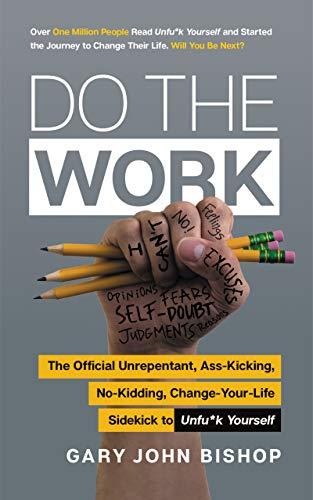 Over One Million People Read Unfu*k Yourself and Started
the Journey to Change Their Life. Will You Be Next?
DO THE
WORK
I
CAN'T
NO!
Feelings
EXCUSES
OPINIONS
FEARS
SELF-DOUBT
JUDGMENTS
Reasons
The Official Unrepentant, Ass-Kicking,
No-Kidding, Change-Your-Life
Sidekick to Unfu*k Yourself
GARY JOHN BISHOP